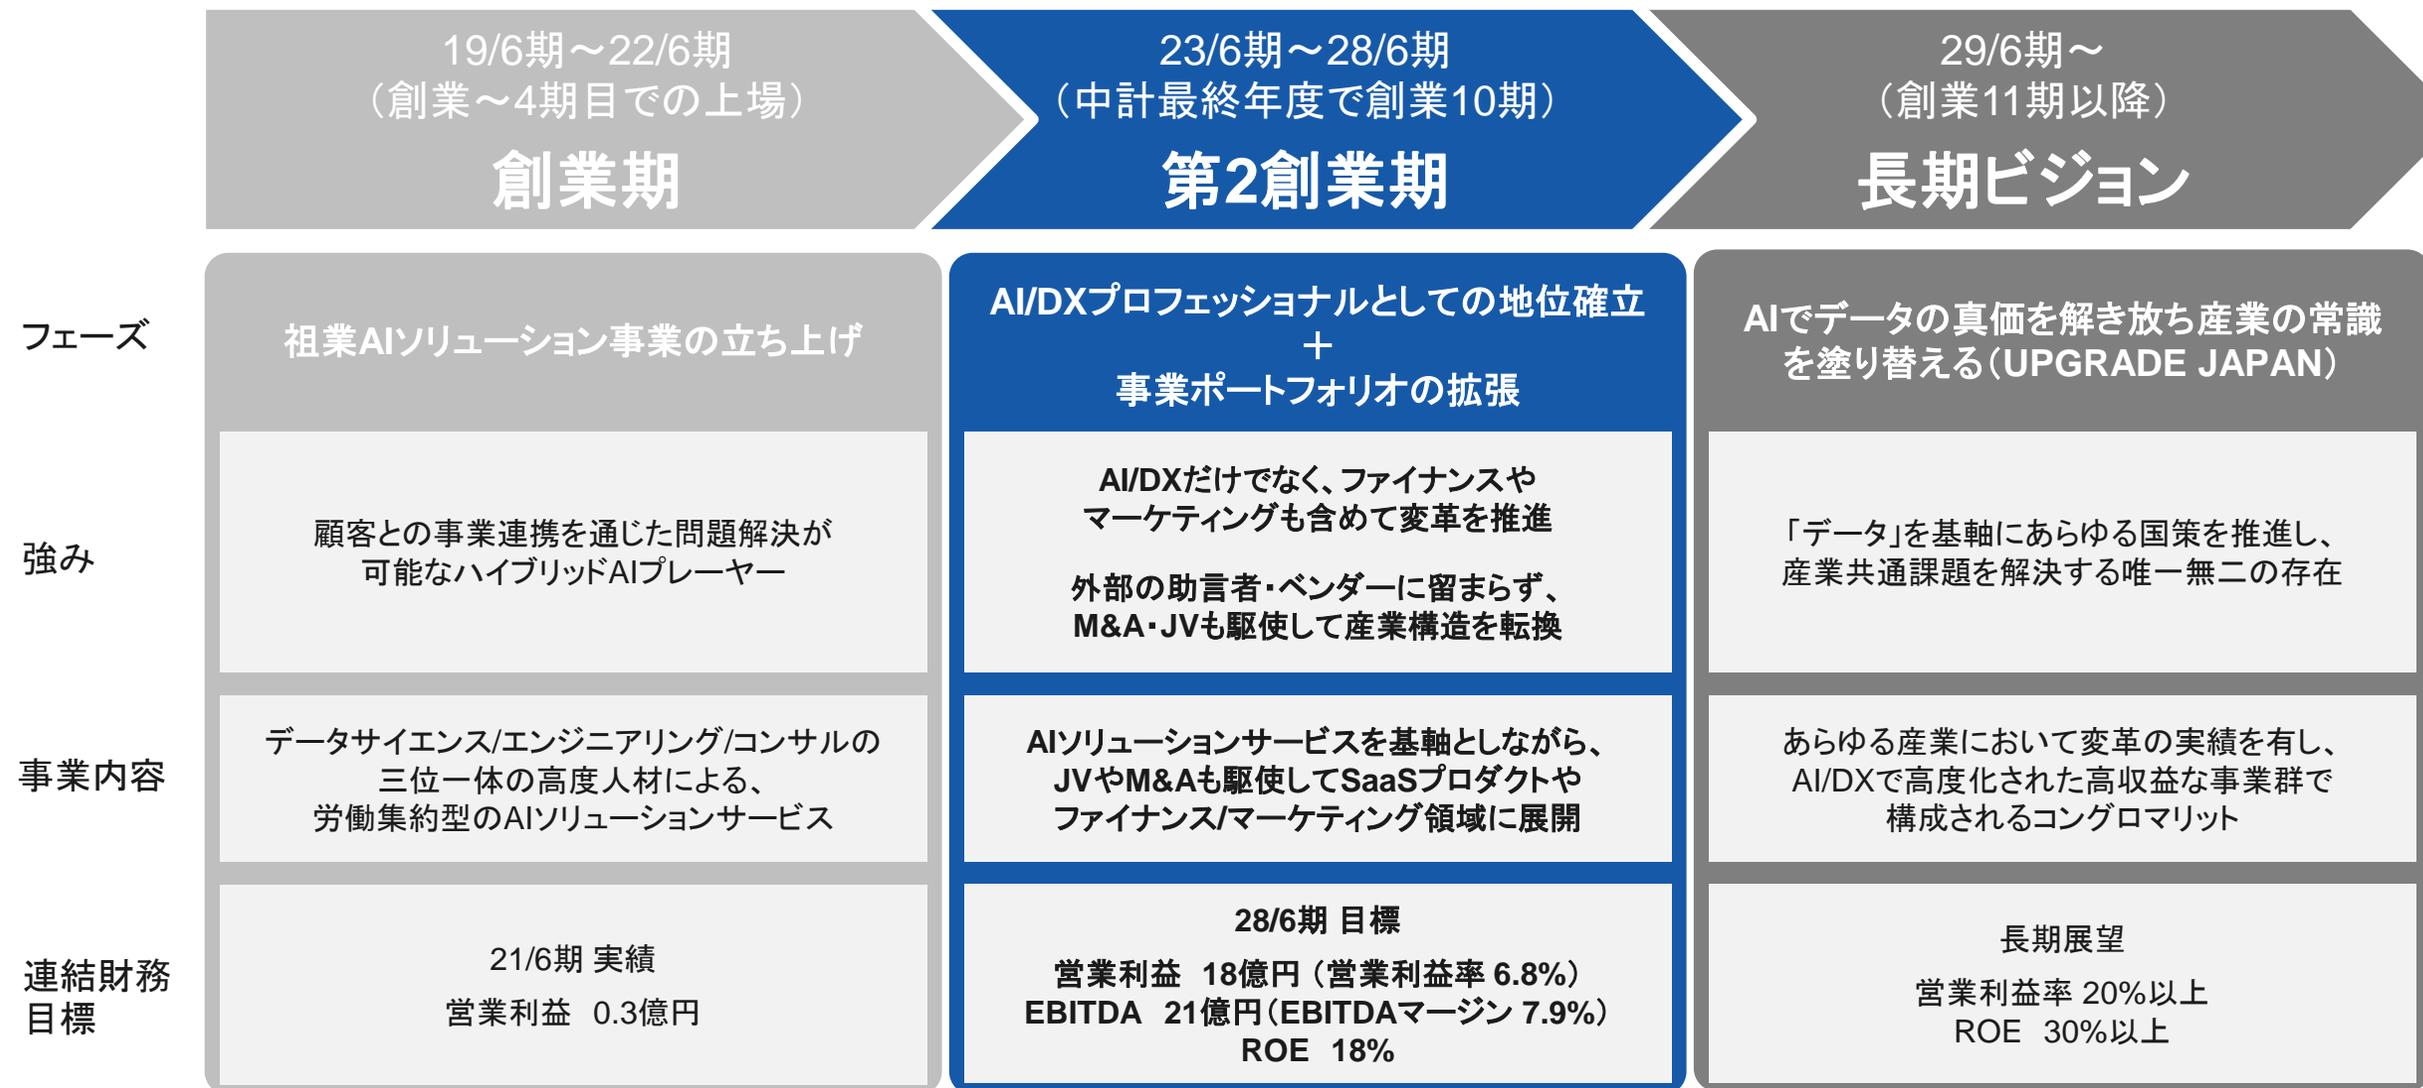 19/6期～22/6期
（創業～4期目での上場）
創業期
23/6期～28/6期
（中計最終年度で創業10期）
第2創業期
29/6期～
（創業11期以降）
長期ビジョン
フェーズ
祖業AIソリューション事業の立ち上げ
AI/DXプロフェッショナルとしての地位確立
＋
事業ポートフォリオの拡張
AIでデータの真価を解き放ち産業の常識
を塗り替える（UPGRADE JAPAN）
強み
顧客との事業連携を通じた問題解決が
可能なハイブリッドAIプレーヤー
AI/DXだけでなく、ファイナンスや
マーケティングも含めて変革を推進
外部の助言者・ベンダーに留まらず、
M&A・JVも駆使して産業構造を転換
「データ」を基軸にあらゆる国策を推進し、
産業共通課題を解決する唯一無二の存在
事業内容
データサイエンス/エンジニアリング/コンサルの
三位一体の高度人材による、
労働集約型のAIソリューションサービス
AIソリューションサービスを基軸としながら、
JVやM&Aも駆使してSaaSプロダクトや
ファイナンス/マーケティング領域に展開
あらゆる産業において変革の実績を有し、
AI/DXで高度化された高収益な事業群で
構成されるコングロマリット
連結財務
目標
21/6期 実績
営業利益 0.3億円
28/6期 目標
営業利益 18億円（営業利益率 6.8%）
EBITDA 21億円（EBITDAマージン 7.9%）
ROE 18%
長期展望
営業利益率 20%以上
ROE 30%以上